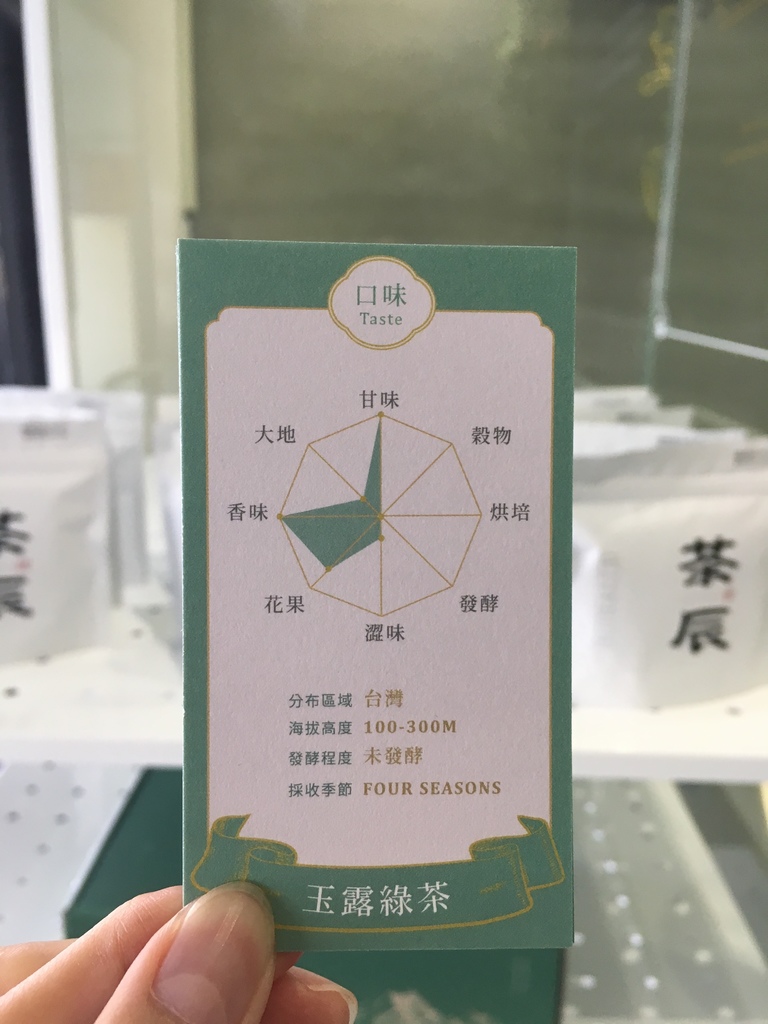 口味
Taste
甘味
大地
穀物
香味
烘培
花果
發酵
澀味
分布區域 台灣
海拔高度 100-300M
發酵程度 未發酵
採收季節 FOUR SEASONS
玉露綠茶
茶辰
茶辰